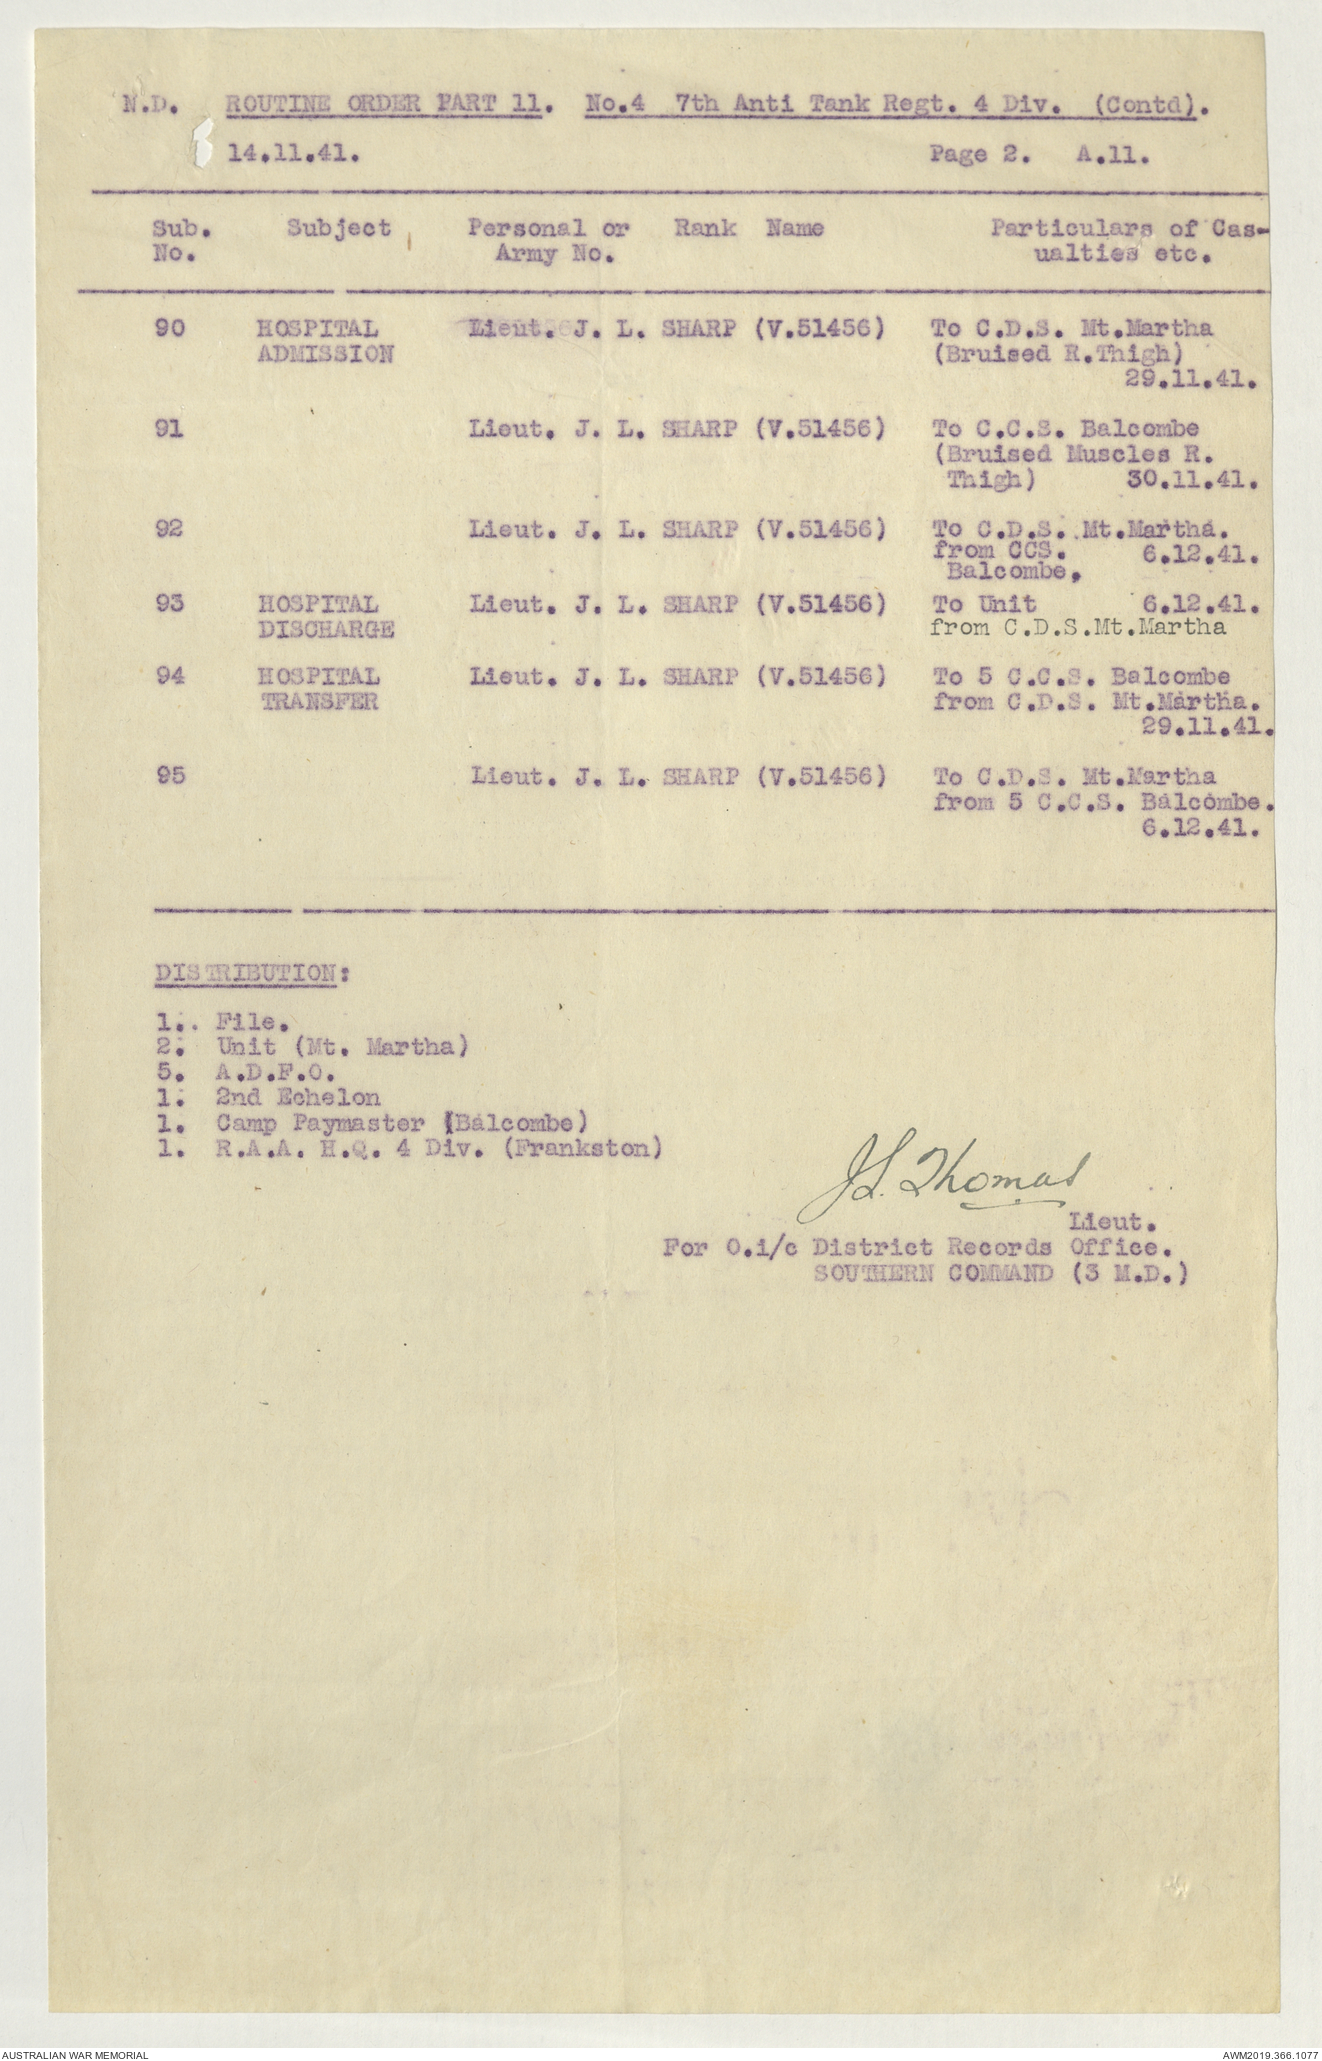 N.D. ROUTINE ORDER PART 11. No.4 7th Anti Tank Regt. 4 Div. (Contd).
14.11.41. Page 2. A.11.
Sub. Subject Personal or Rank Name Particulars of Cas-
No. Army No. ualties etc.
90 HOSPITAL Lieut. J. L. SHARP (V.51456) To C.D.S. Mt.Martha
ADMISSION (Bruised R.Thigh)
29.11.41.
91 Lieut. J. L. SHARP (V.51456) To C.C.S. Balcombe
(Bruised Muscles R.
Thigh) 30.11.41.
92 Lieut. J. L. SHARP (V.51456) To C.D.S. Mt.Martha.
from CCS. 6.12.41.
Balcombe.
93 HOSPITAL Lieut. J. L. SHARP (V.51456) To Unit 6.12.41.
DISCHARGE from C.D.S.Mt.Martha
94 HOSPITAL Lieut. J. L. SHARP (V.51456) To 5 C.C.S. Balcombe
TRANSFER from C.D.S. Mt.Martha.
29.11.41.
95 Lieut. J. L. SHARP (V.51456) To C.D.S. Mt.Martha
from 5 C.C.S. Balcombe.
6.12.41.
DISTRIBUTION:
1. File.
2. Unit (Mt. Martha)
5. A.D.F.O.
1. 2nd Echelon
1. Camp Paymaster (Balcombe)
1. R.A.A. H.Q. 4 Div. (Frankston)
JL. Thomas
Lieut.
For O.i/c District Records Office.
SOUTHERN COMMAND (3 M.D.)
AUSTRALIAN WAR MEMORIAL AWM2019.366.1077